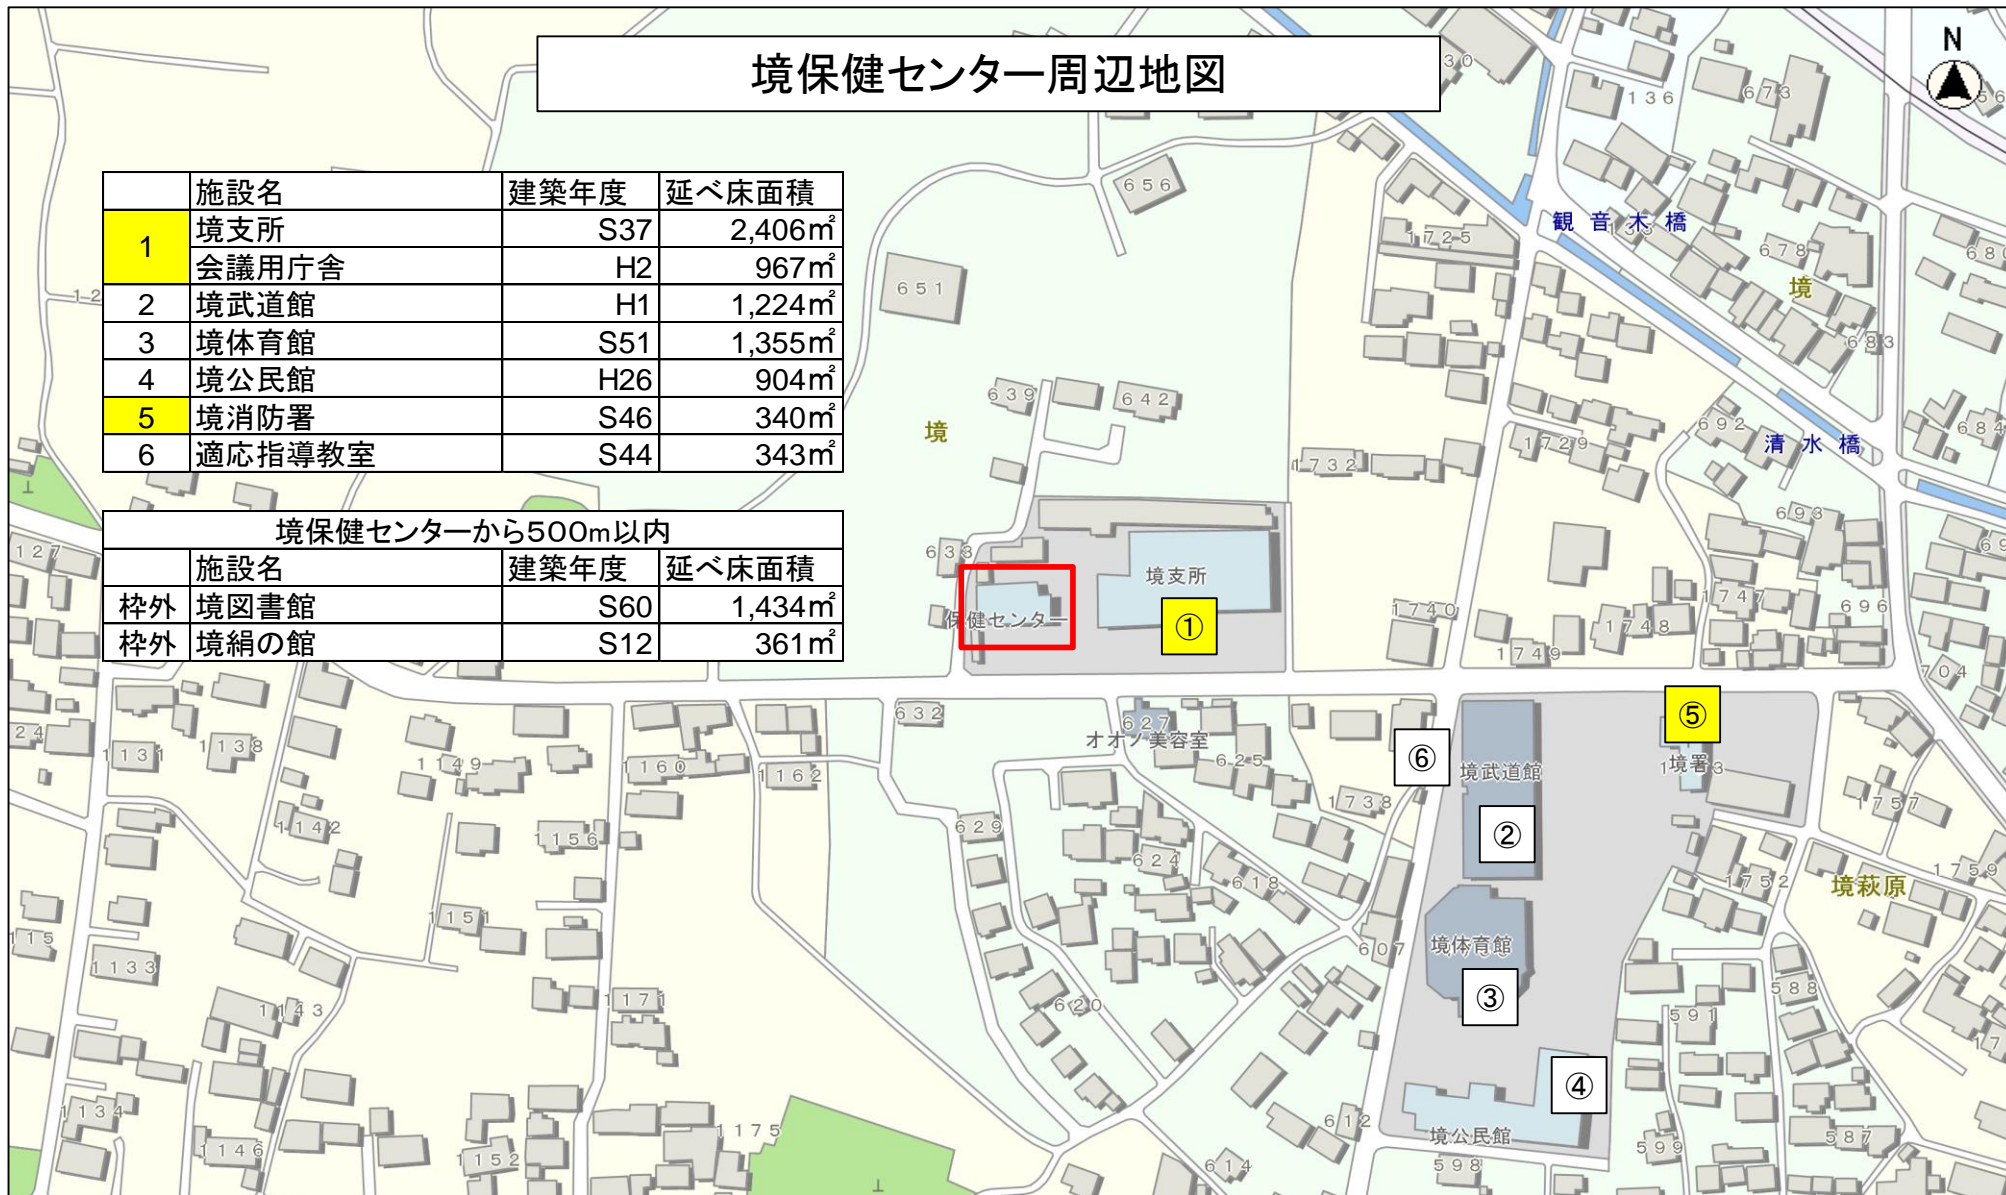 境保健センター周辺地図
N
施設名 建築年度 延べ床面積
1 境支所 S37 2,406㎡
会議用庁舎 H2 967㎡
2 境武道館 H1 1,224㎡
3 境体育館 S51 1,355㎡
4 境公民館 H26 904㎡
5 境消防署 S46 340㎡
6 適応指導教室 S44 343㎡
境保健センターから500m以内
施設名 建築年度 延べ床面積
枠外 境図書館 S60 1,434㎡
枠外 境絹の館 S12 361㎡
136
673
656
観音木橋
1725
678
境
651
683
639
642
境
692
684
1729
清水橋
1732
693
127
633
境支所
保健センター
①
1740
1747
696
1748
1749
704
632
627
オオノ美容室
⑤
1131
1138
1149
1160
1162
625
⑥
境武道館
境署
1738
1757
1142
1156
629
624
②
618
1752
境萩原
1759
1151
115
1133
607
境体育館
588
1143
1171
620
③
591
④
1134
1175
612
境公民館
587
1146
1152
614
598
599